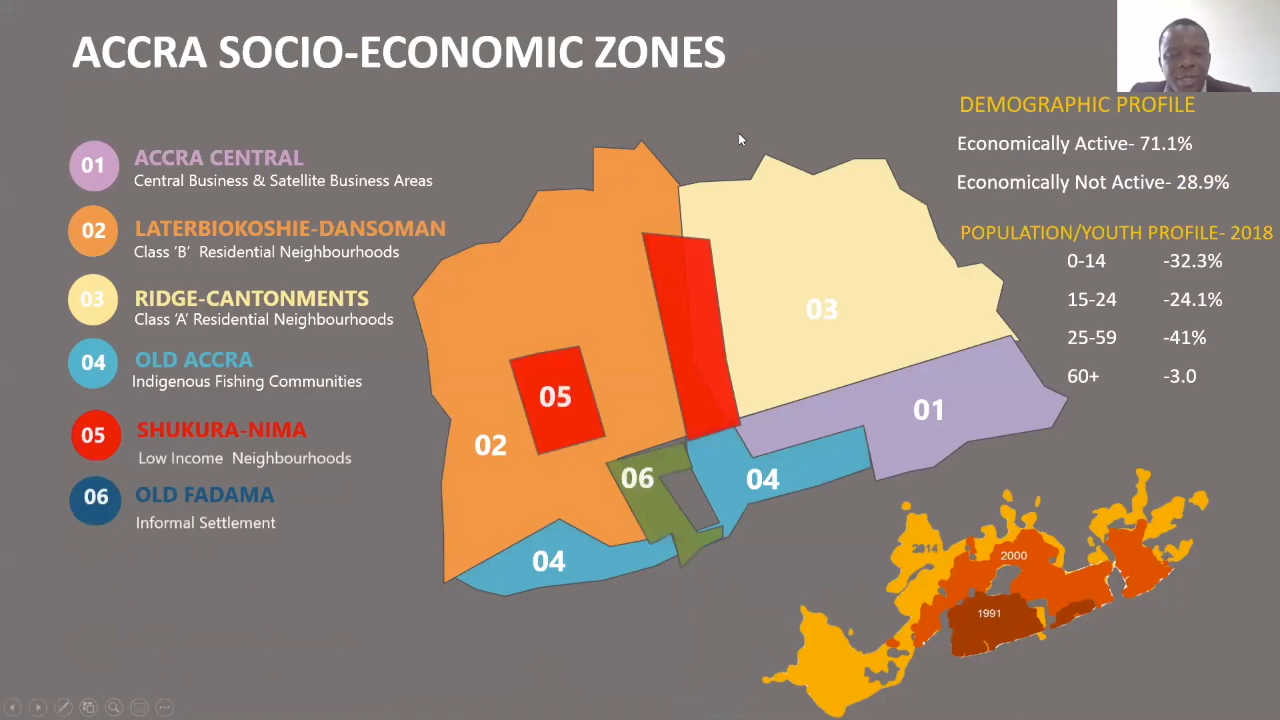 ACCRA SOCIO-ECONOMIC ZONES
01
ACCRA CENTRAL
Central Business & Satellite Business Areas
02
LATERBIOKOSHIE-DANSOMAN
Class ‘B’ Residential Neighbourhoods
03
RIDGE-CANTONMENTS
Class ‘A’ Residential Neighbourhoods
04
OLD ACCRA
Indigenous Fishing Communities
05
SHUKURA-NIMA
Low Income Neighbourhoods
06
OLD FADAMA
Informal Settlement
03
05
01
02
06
04
04
DEMOGRAPHIC PROFILE
Economically Active- 71.1%
Economically Not Active- 28.9%
POPULATION/YOUTH PROFILE- 2018
0-14 -32.3%
15-24 -24.1%
25-59 -41%
60+ -3.0
2014
2000
1991